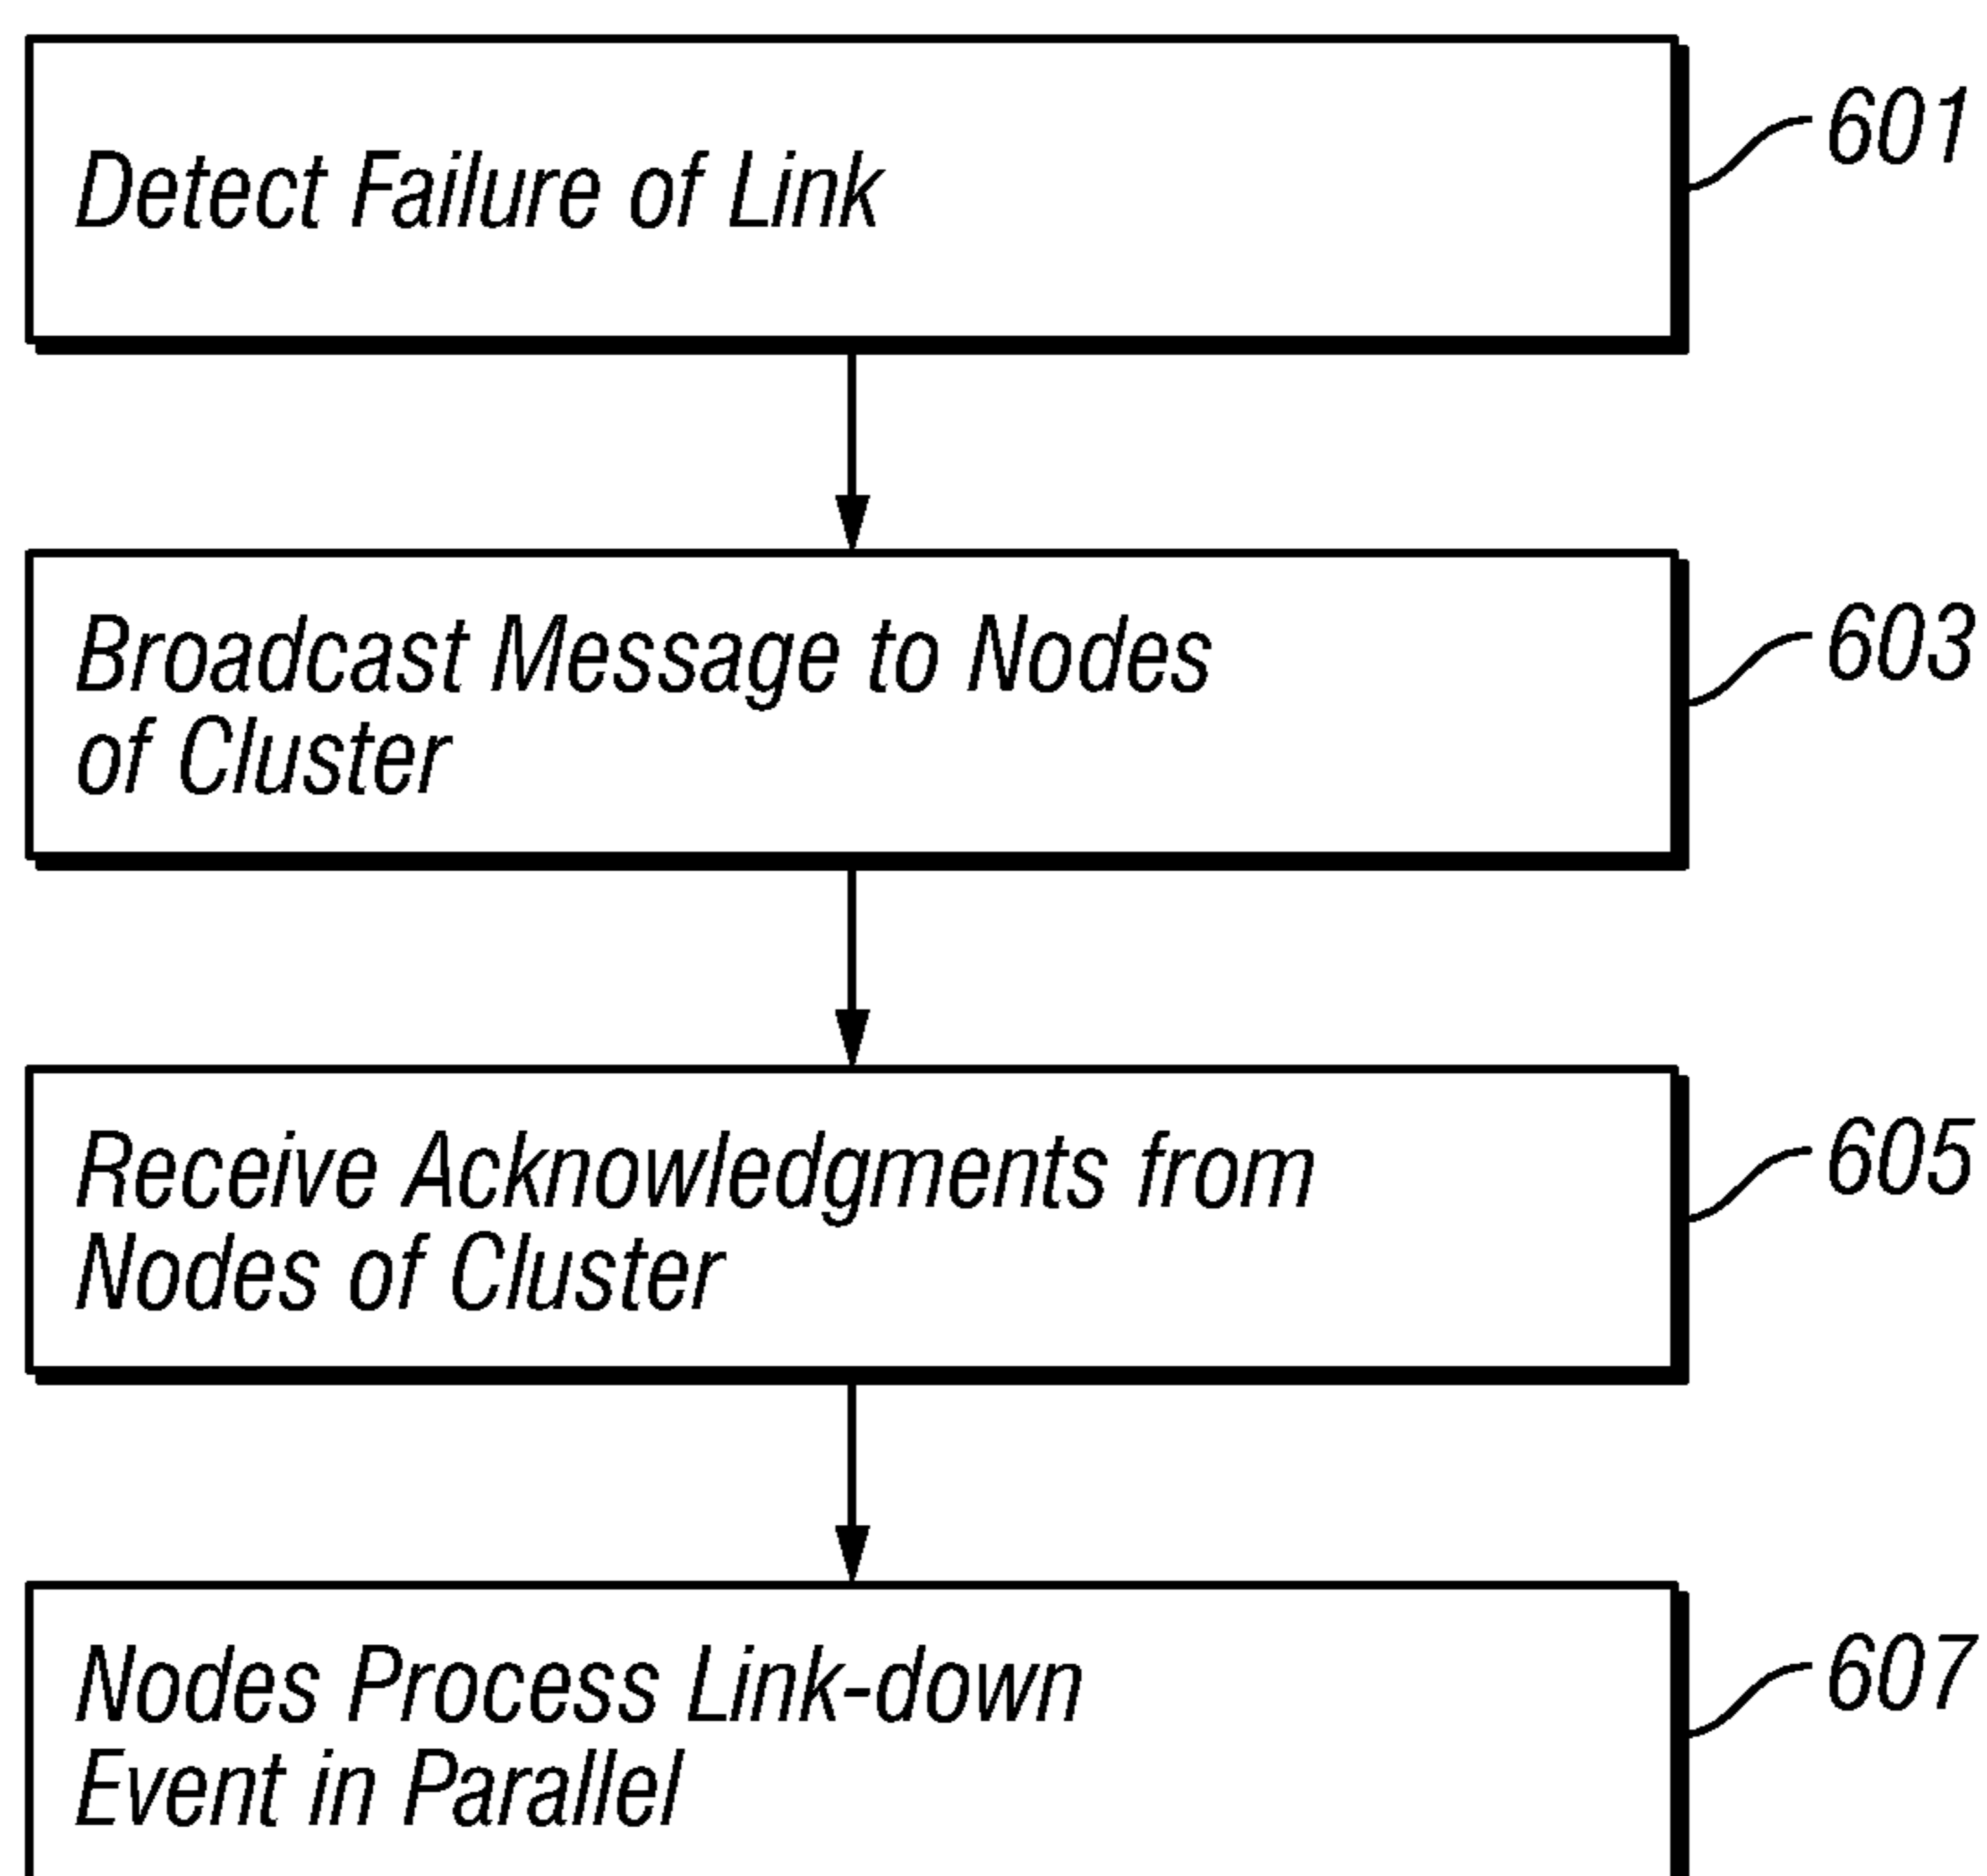 Detect Failure of Link
601
Broadcast Message to Nodes
of Cluster
603
Receive Acknowledgments from
Nodes of Cluster
605
Nodes Process Link-down
Event in Parallel
607